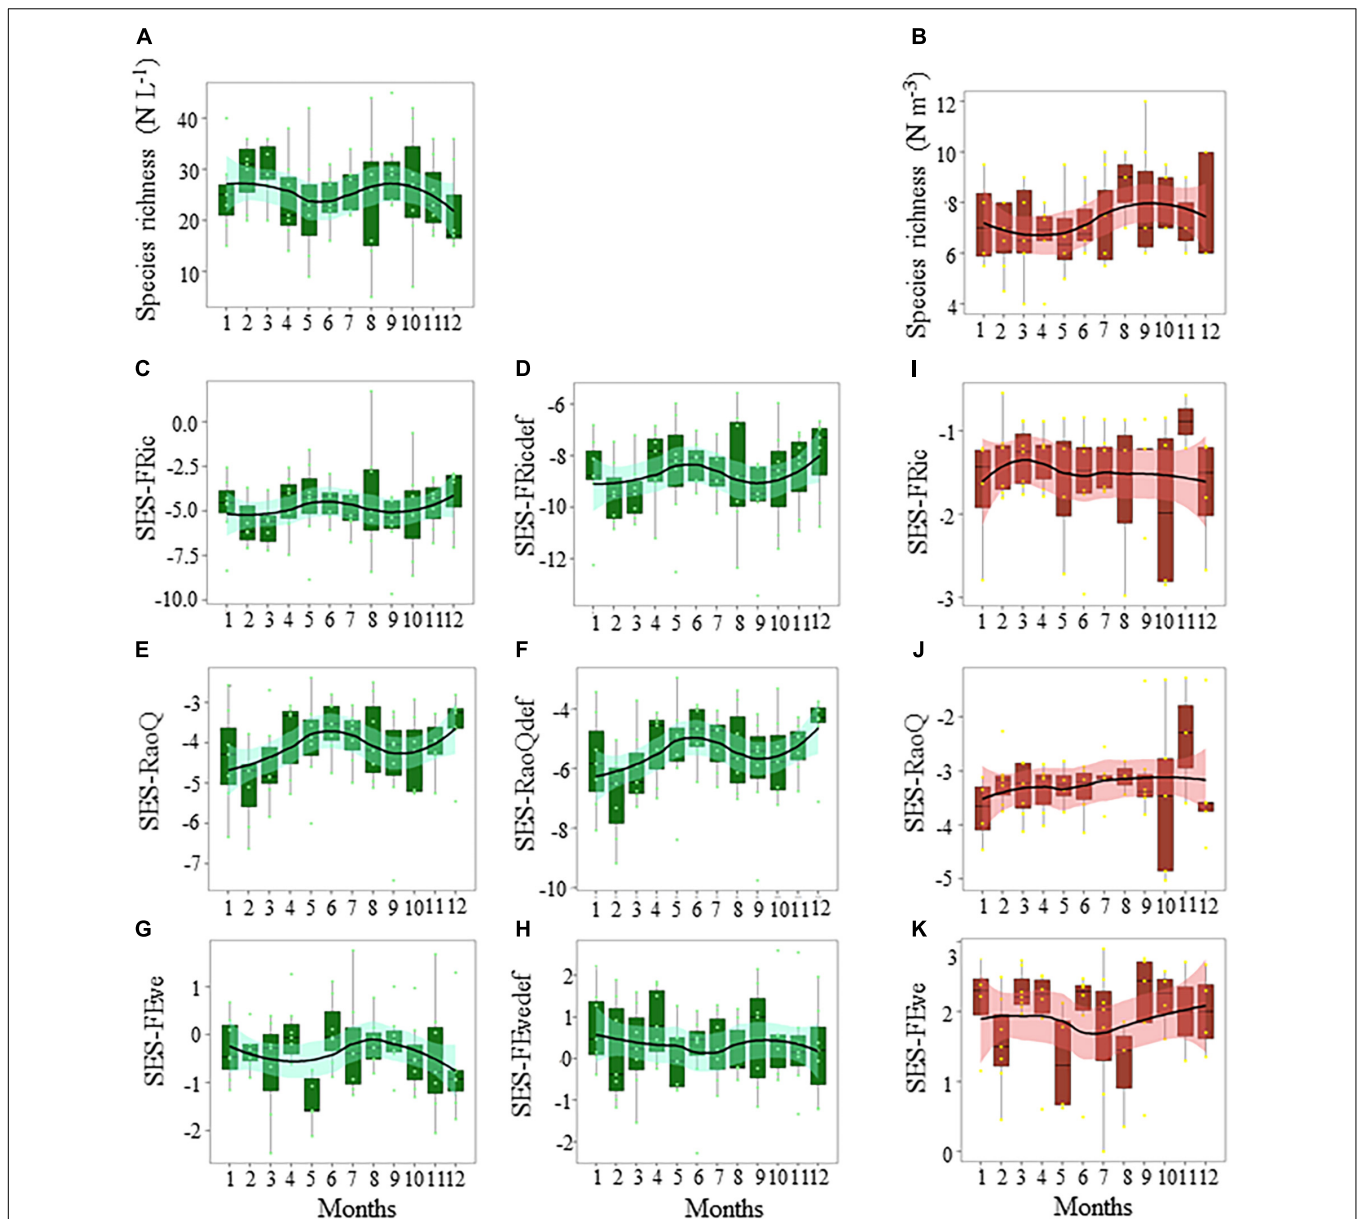 A
B
Species richness (N L-1)
40
30
20
10
1 2 3 4 5 6 7 8 9 10 11 12
Species richness (N m-3)
12
10
8
6
4
1 2 3 4 5 6 7 8 9 10 11 12
C
D
I
SES-FRic
0.0
-2.5
-5.0
-7.5
-10.0
1 2 3 4 5 6 7 8 9 10 11 12
SES-FRicdef
-6
-8
-10
-12
1 2 3 4 5 6 7 8 9 10 11 12
SES-FRic
-1
-2
-3
1 2 3 4 5 6 7 8 9 10 11 12
E
F
J
SES-RaoQ
-3
-4
-5
-6
-7
1 2 3 4 5 6 7 8 9 10 11 12
SES-RaoQdef
-4
-6
-8
-10
1 2 3 4 5 6 7 8 9 10 11 12
SES-RaoQ
-2
-3
-4
-5
1 2 3 4 5 6 7 8 9 10 11 12
G
H
K
SES-FEve
1
0
-1
-2
1 2 3 4 5 6 7 8 9 10 11 12
Months
SES-FEvedef
2
1
.0
-1
-2
1 2 3 4 5 6 7 8 9 10 11 12
Months
SES-FEve
3
2
1
0
1 2 3 4 5 6 7 8 9 10 11 12
Months